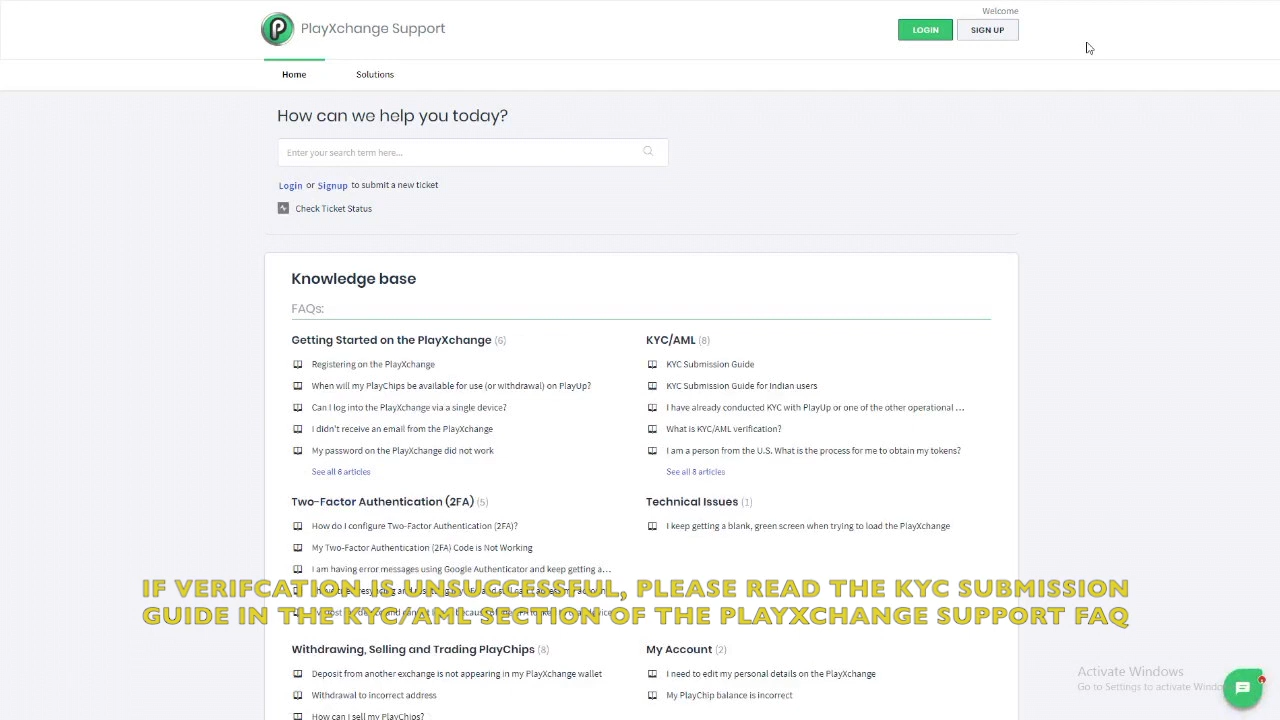 PlayXchange Support
Welcome
LOGIN
SIGN UP
Home
Solutions
How can we help you today?
Enter your search term here...
Login or Signup to submit a new ticket
Check Ticket Status
Knowledge base
FAQs:
Getting Started on the PlayXchange (6)
Registering on the PlayXchange
When will my PlayChips be available for use (or withdrawal) on PlayUp?
Can I log into the PlayXchange via a single device?
I didn't receive an email from the PlayXchange
My password on the PlayXchange did not work
See all 6 articles
KYC/AML (8)
KYC Submission Guide
KYC Submission Guide for Indian users
I have already conducted KYC with PlayUp or one of the other operational ...
What is KYC/AML verification?
I am a person from the U.S. What is the process for me to obtain my tokens?
See all 8 articles
Two-Factor Authentication (2FA) (5)
How do I configure Two-Factor Authentication (2FA)?
My Two-Factor Authentication (2FA) Code is Not Working
I am having error messages using Google Authenticator and keep getting a...
Technical Issues (1)
I keep getting a blank, green screen when trying to load the PlayXchange
IF VERIFCATION IS UNSUCCESSFUL, PLEASE READ THE KYC SUBMISSION
GUIDE IN THE KYC/AML SECTION OF THE PLAYXCHANGE SUPPORT FAQ
Withdrawing, Selling and Trading PlayChips (8)
Deposit from another exchange is not appearing in my PlayXchange wallet
Withdrawal to incorrect address
How can I sell my PlayChips?
My Account (2)
I need to edit my personal details on the PlayXchange
My PlayChip balance is incorrect
Activate Windows
Go to Settings to activate